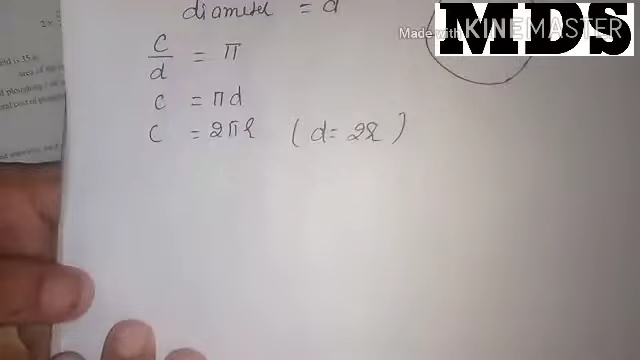 diameter = d
Made with KINEMASTER
MDS
C/d = π
C = πd
C = 2πr (d = 2r)